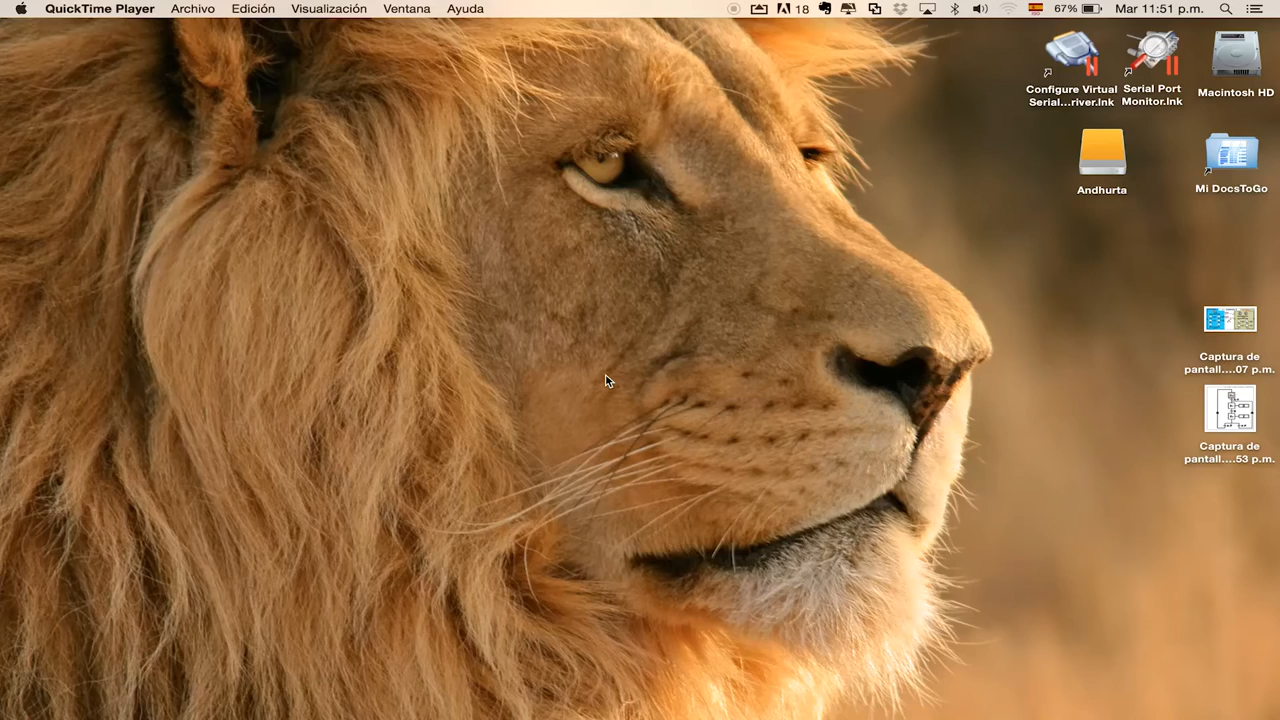 QuickTime Player Archivo Edición Visualización Ventana Ayuda 18 67% Mar 11:51 p.m.
Configure Virtual
Serial...river.lnk
Serial Port
Monitor.lnk
Macintosh HD
Andhurta
Mi DocsToGo
Captura de
pantall....07 p.m.
Captura de
pantall....53 p.m.